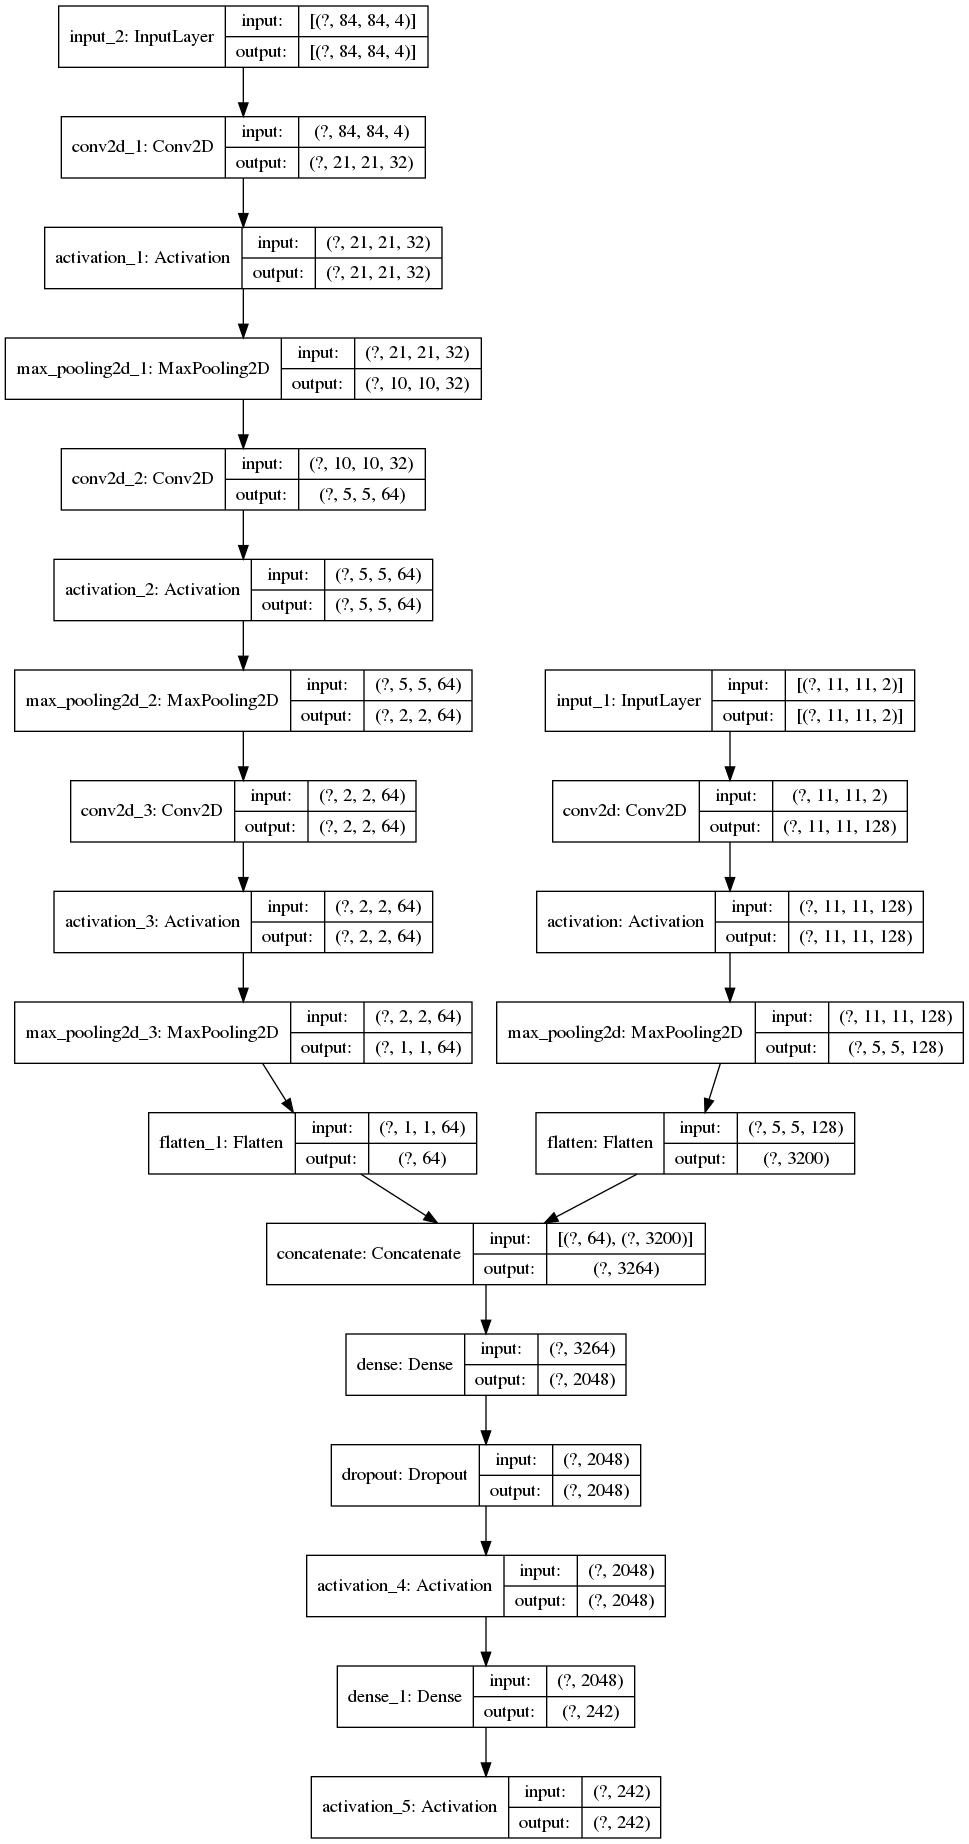 input_2: InputLayer
input: [(?, 84, 84, 4)]
output: [(?, 84, 84, 4)]
conv2d_1: Conv2D
input: (?, 84, 84, 4)
output: (?, 21, 21, 32)
activation_1: Activation
input: (?, 21, 21, 32)
output: (?, 21, 21, 32)
max_pooling2d_1: MaxPooling2D
input: (?, 21, 21, 32)
output: (?, 10, 10, 32)
conv2d_2: Conv2D
input: (?, 10, 10, 32)
output: (?, 5, 5, 64)
activation_2: Activation
input: (?, 5, 5, 64)
output: (?, 5, 5, 64)
max_pooling2d_2: MaxPooling2D
input: (?, 5, 5, 64)
output: (?, 2, 2, 64)
conv2d_3: Conv2D
input: (?, 2, 2, 64)
output: (?, 2, 2, 64)
activation_3: Activation
input: (?, 2, 2, 64)
output: (?, 2, 2, 64)
max_pooling2d_3: MaxPooling2D
input: (?, 2, 2, 64)
output: (?, 1, 1, 64)
flatten_1: Flatten
input: (?, 1, 1, 64)
output: (?, 64)
input_1: InputLayer
input: [(?, 11, 11, 2)]
output: [(?, 11, 11, 2)]
conv2d: Conv2D
input: (?, 11, 11, 2)
output: (?, 11, 11, 128)
activation: Activation
input: (?, 11, 11, 128)
output: (?, 11, 11, 128)
max_pooling2d: MaxPooling2D
input: (?, 11, 11, 128)
output: (?, 5, 5, 128)
flatten: Flatten
input: (?, 5, 5, 128)
output: (?, 3200)
concatenate: Concatenate
input: [(?, 64), (?, 3200)]
output: (?, 3264)
dense: Dense
input: (?, 3264)
output: (?, 2048)
dropout: Dropout
input: (?, 2048)
output: (?, 2048)
activation_4: Activation
input: (?, 2048)
output: (?, 2048)
dense_1: Dense
input: (?, 2048)
output: (?, 242)
activation_5: Activation
input: (?, 242)
output: (?, 242)